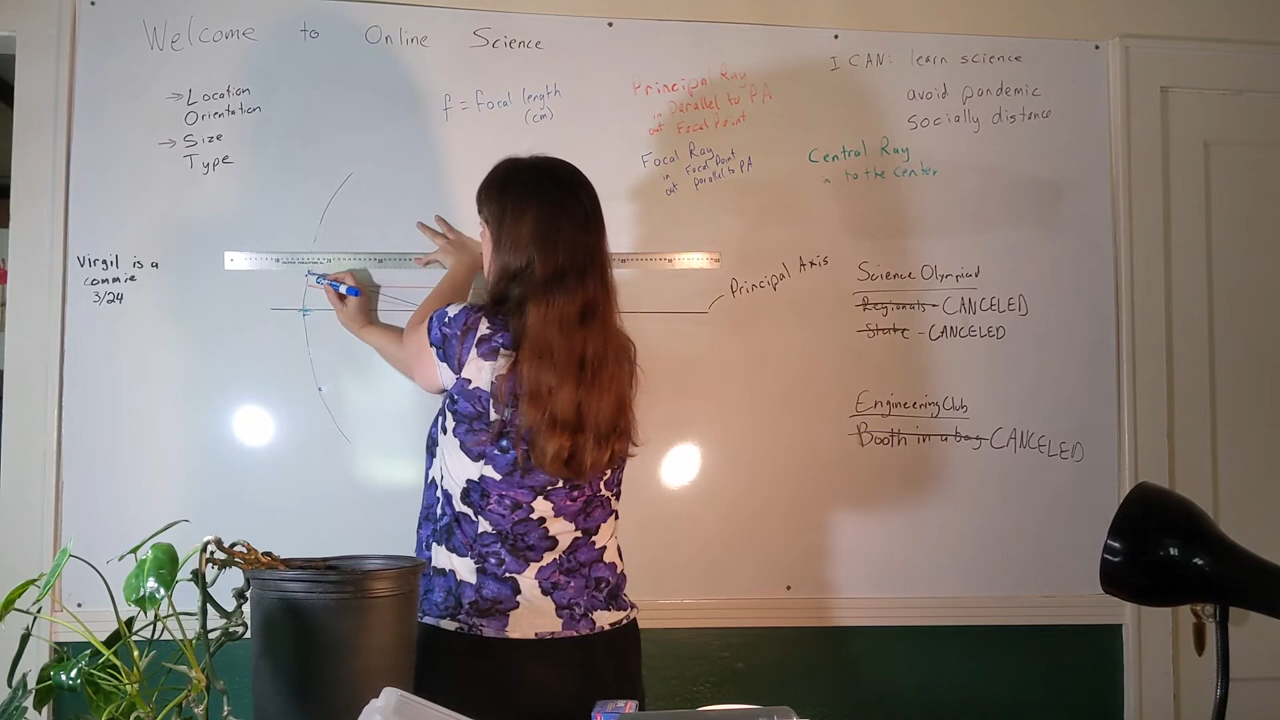 Welcome to Online Science
→ Location
Orientation
→ Size
Type
f = focal length
(cm)
Principal Ray
in Parallel to PA
out Focal Point
Focal Ray
in Focal Point
out parallel to PA
Central Ray
in to the center
I CAN: learn science
avoid pandemic
socially distance
Virgil is a
commie
3/24
Principal Axis
Science Olympiad
Regionals - CANCELED
State - CANCELED
Engineering Club
Booth in a bag CANCELED